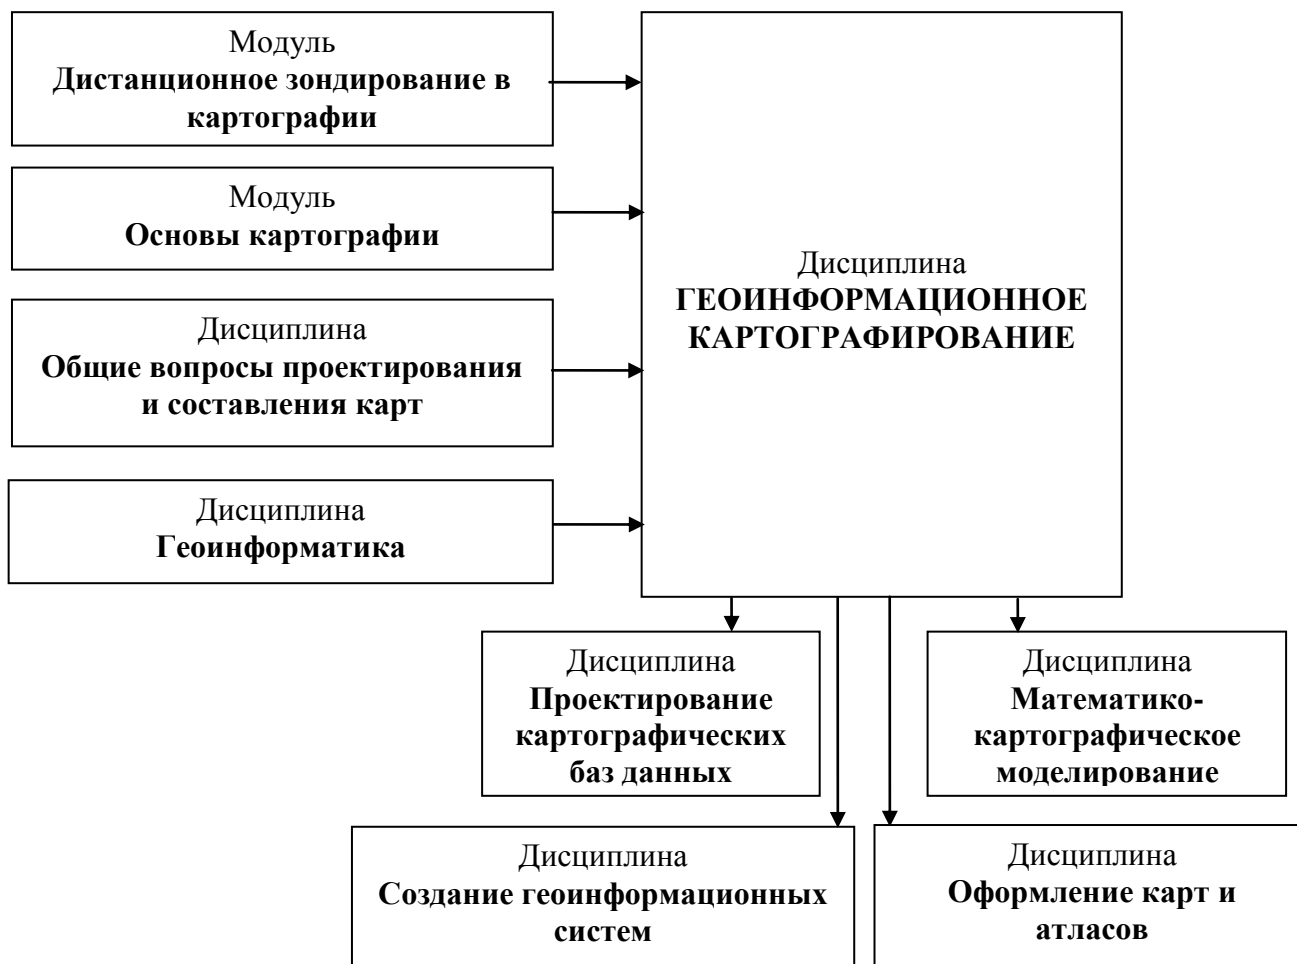 Модуль
Дистанционное зондирование в
картографии
Модуль
Основы картографии
Дисциплина
Общие вопросы проектирования
и составления карт
Дисциплина
Геоинформатика
Дисциплина
ГЕОИНФОРМАЦИОННОЕ
КАРТОГРАФИРОВАНИЕ
Дисциплина
Проектирование
картографических
баз данных
Дисциплина
Математико-
картографическое
моделирование
Дисциплина
Создание геоинформационных
систем
Дисциплина
Оформление карт и
атласов